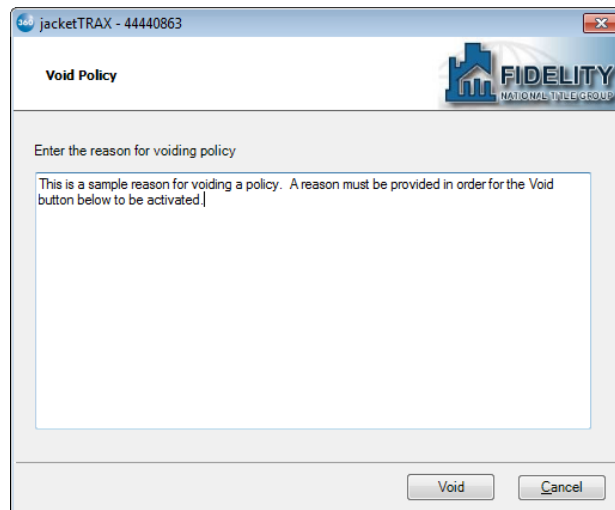 360 jacketTRAX - 44440863
Void Policy
FIDELITY
NATIONAL TITLE GROUP
Enter the reason for voiding policy
This is a sample reason for voiding a policy. A reason must be provided in order for the Void
button below to be activated.
Void
Cancel